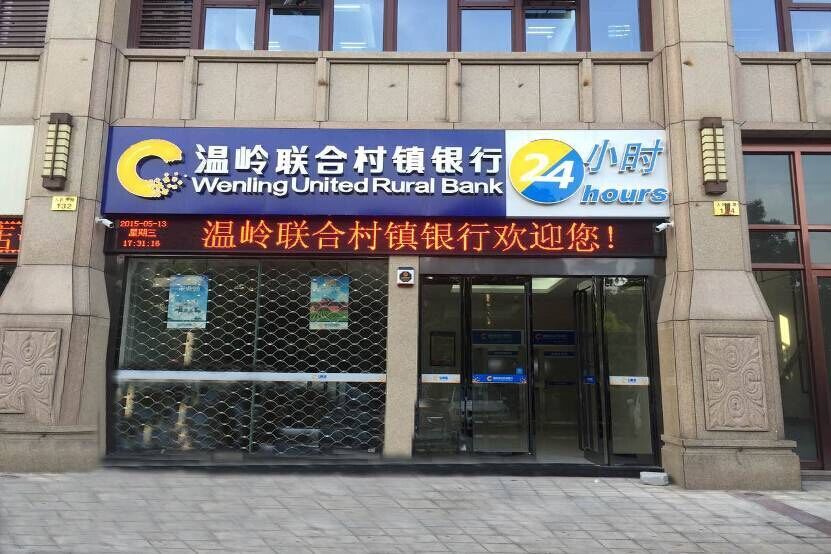 温岭联合村镇银行
Wenling United Rural Bank
24
小时
hours
132
2015-05-13
星期三
17:31:16
温岭联合村镇银行欢迎您!